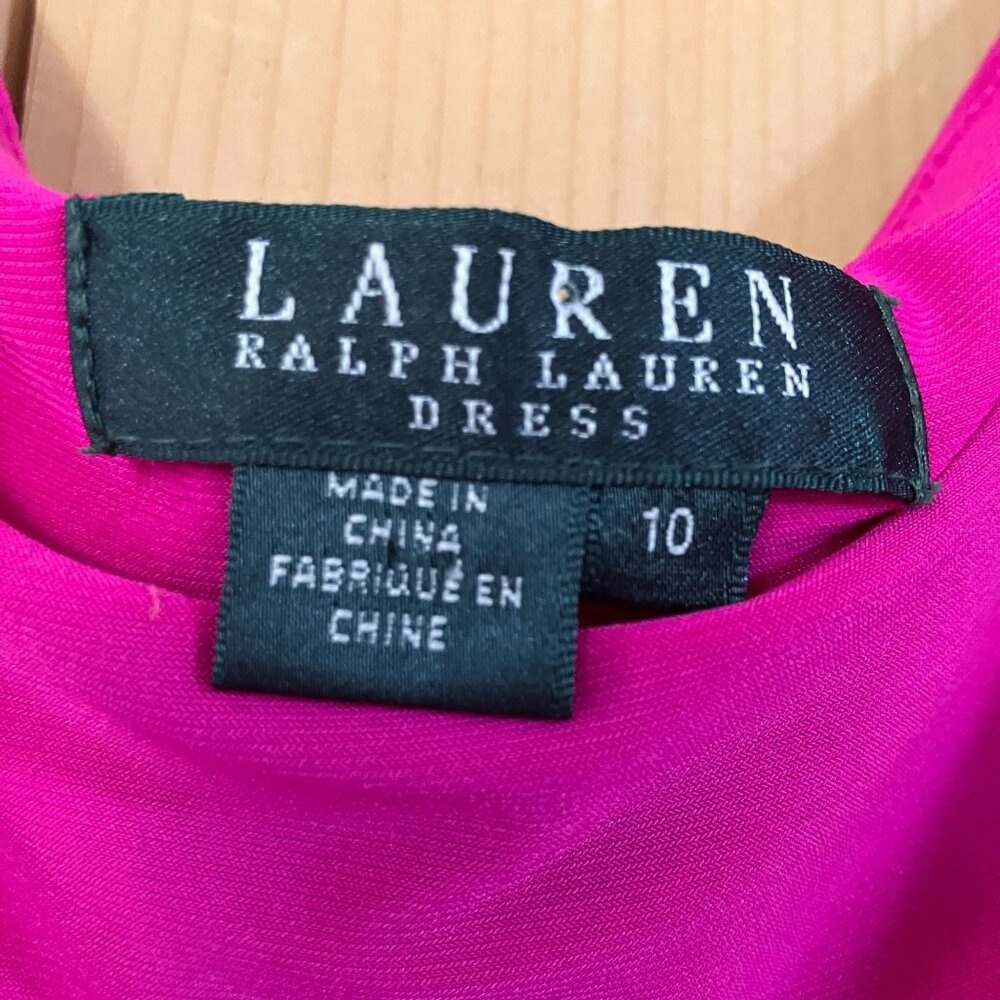 LAUREN
RALPH LAUREN
DRESS
MADE IN
CHINA
FABRIQUÉ EN
CHINE
10